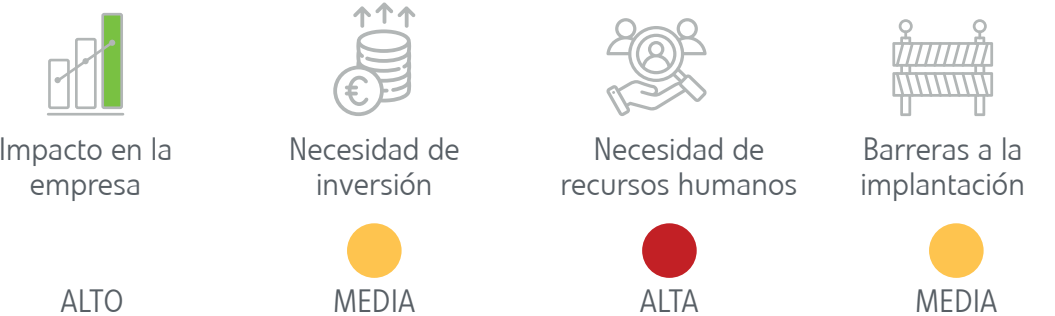 Impacto en la
empresa
ALTO
Necesidad de
inversión
MEDIA
Necesidad de
recursos humanos
ALTA
Barreras a la
implantación
MEDIA